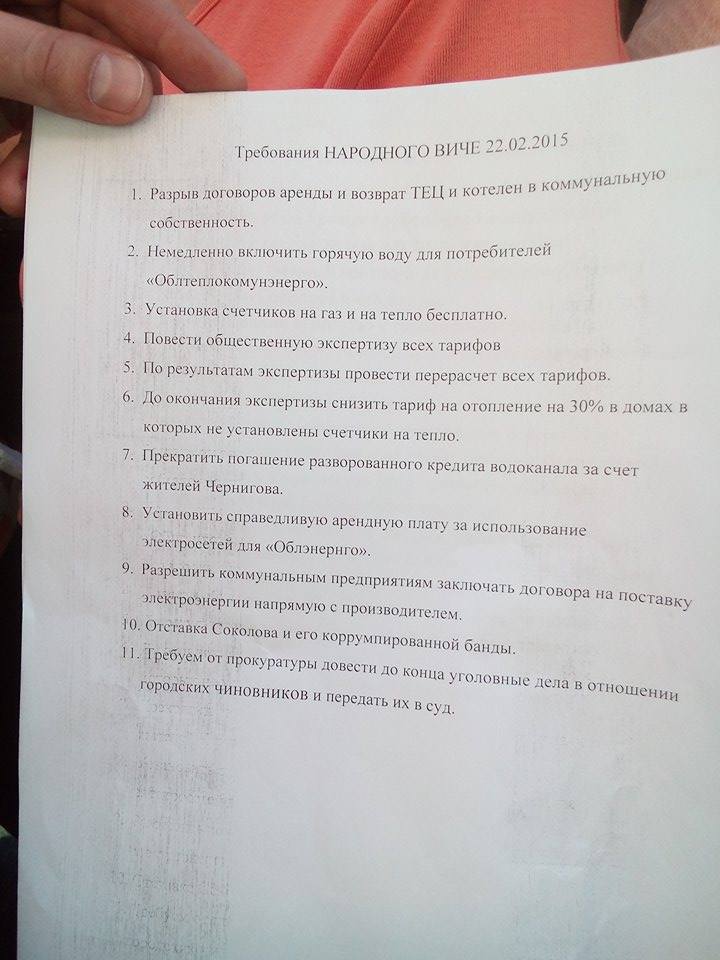 Требования НАРОДНОГО ВИЧЕ 22.02.2015
1. Разрыв договоров аренды и возврат ТЕЦ и котелен в коммунальную
собственность.
2. Немедленно включить горячую воду для потребителей
«Облтеплокомунэнерго».
3. Установка счетчиков на газ и на тепло бесплатно.
4. Повести общественную экспертизу всех тарифов
5. По результатам экспертизы провести перерасчет всех тарифов.
6. До окончания экспертизы снизить тариф на отопление на 30% в домах в
которых не установлены счетчики на тепло.
7. Прекратить погашение разворованного кредита водоканала за счет
жителей Чернигова.
8. Установить справедливую арендную плату за использование
электросетей для «Облэнернго».
9. Разрешить коммунальным предприятиям заключать договора на поставку
электроэнергии напрямую с производителем.
10. Отставка Соколова и его коррумпированной банды.
11. Требуем от прокуратуры довести до конца уголовные дела в отношении
городских чиновников и передать их в суд.